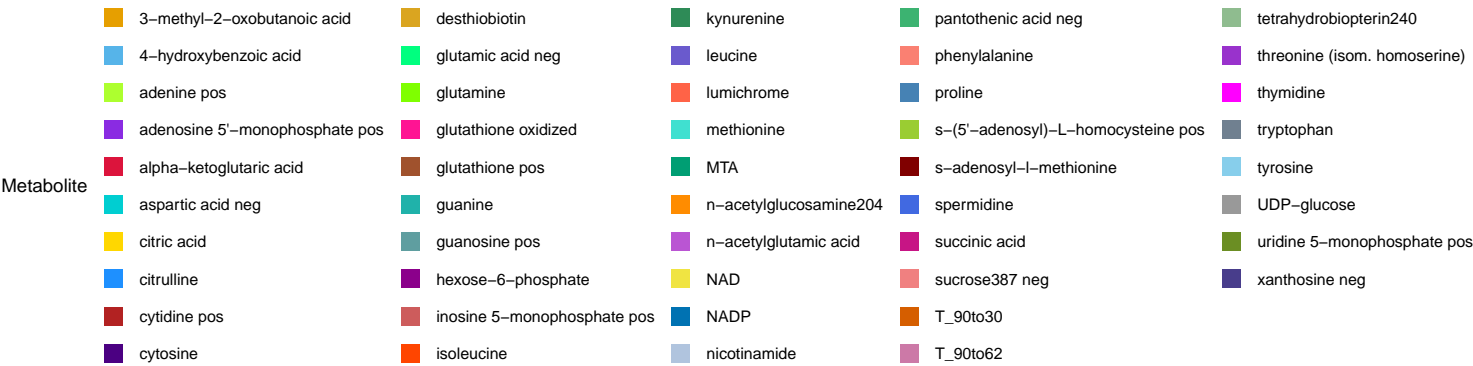 Metabolite
3−methyl−2−oxobutanoic acid
4−hydroxybenzoic acid
adenine pos
adenosine 5'−monophosphate pos
alpha−ketoglutaric acid
aspartic acid neg
citric acid
citrulline
cytidine pos
cytosine
desthiobiotin
glutamic acid neg
glutamine
glutathione oxidized
glutathione pos
guanine
guanosine pos
hexose−6−phosphate
inosine 5−monophosphate pos
isoleucine
kynurenine
leucine
lumichrome
methionine
MTA
n−acetylglucosamine204
n−acetylglutamic acid
NAD
NADP
nicotinamide
pantothenic acid neg
phenylalanine
proline
s−(5'−adenosyl)−L−homocysteine pos
s−adenosyl−l−methionine
spermidine
succinic acid
sucrose387 neg
T_90to30
T_90to62
tetrahydrobiopterin240
threonine (isom. homoserine)
thymidine
tryptophan
tyrosine
UDP−glucose
uridine 5−monophosphate pos
xanthosine neg